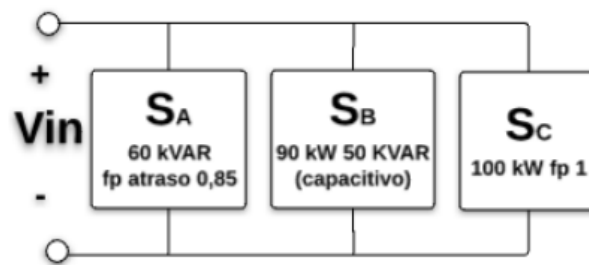 +
Vin
-
SA
60 kVAR
fp atraso 0,85
SB
90 kW 50 KVAR
(capacitivo)
SC
100 kW fp 1